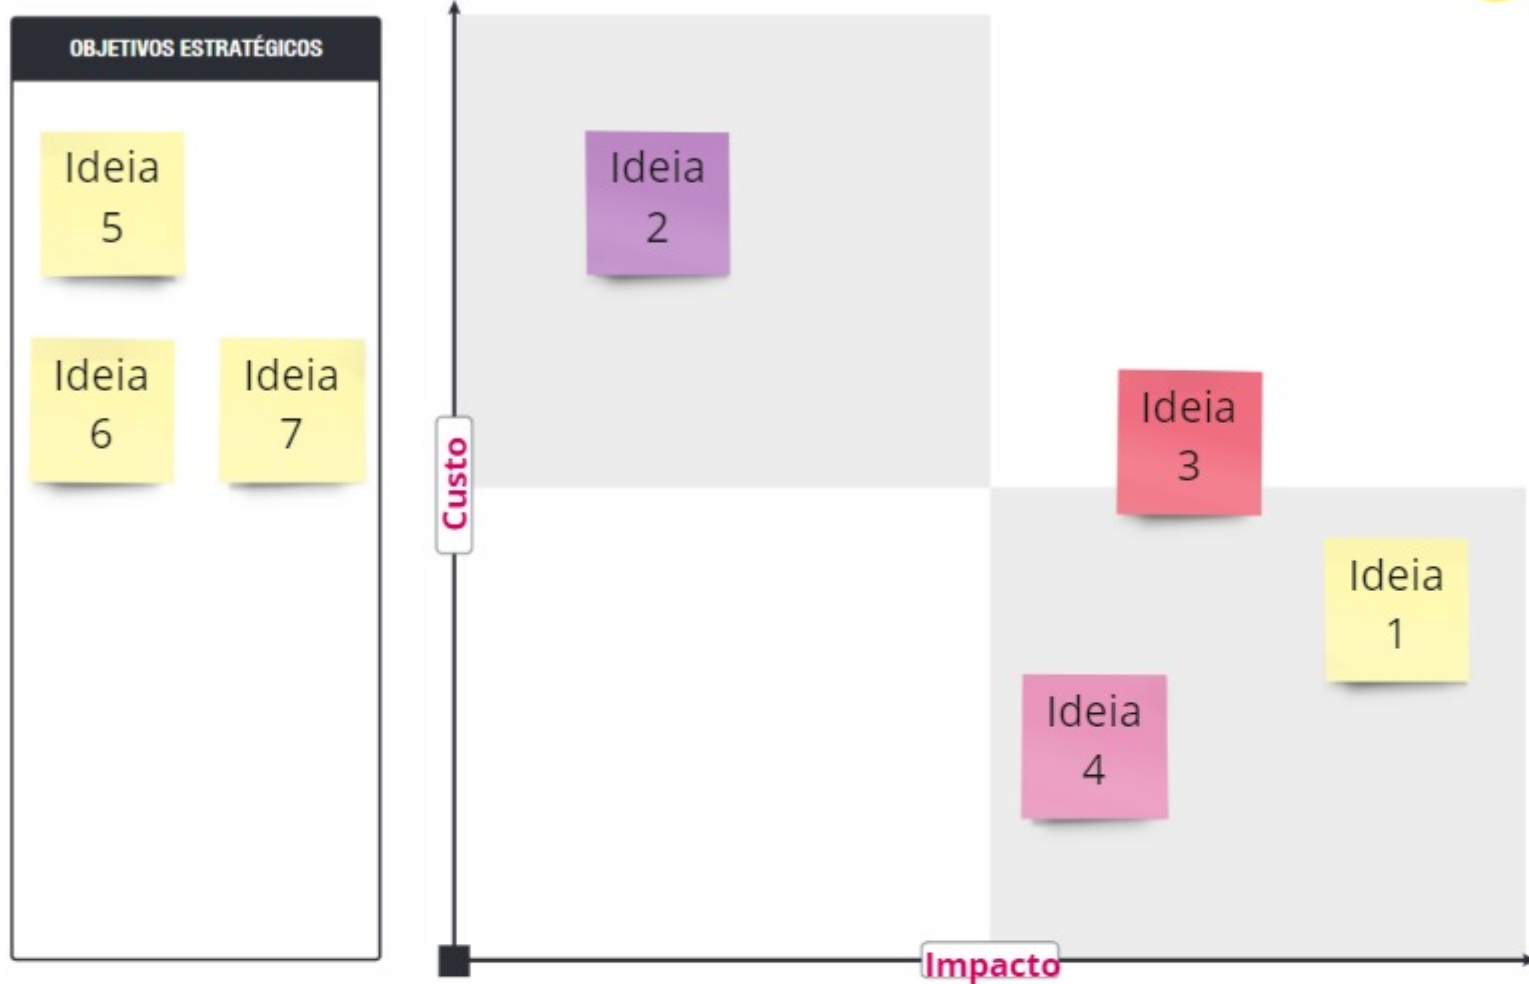 OBJETIVOS ESTRATÉGICOS
Ideia
5
Ideia
6
Ideia
7
Custo
Ideia
2
Ideia
3
Ideia
1
Ideia
4
Impacto